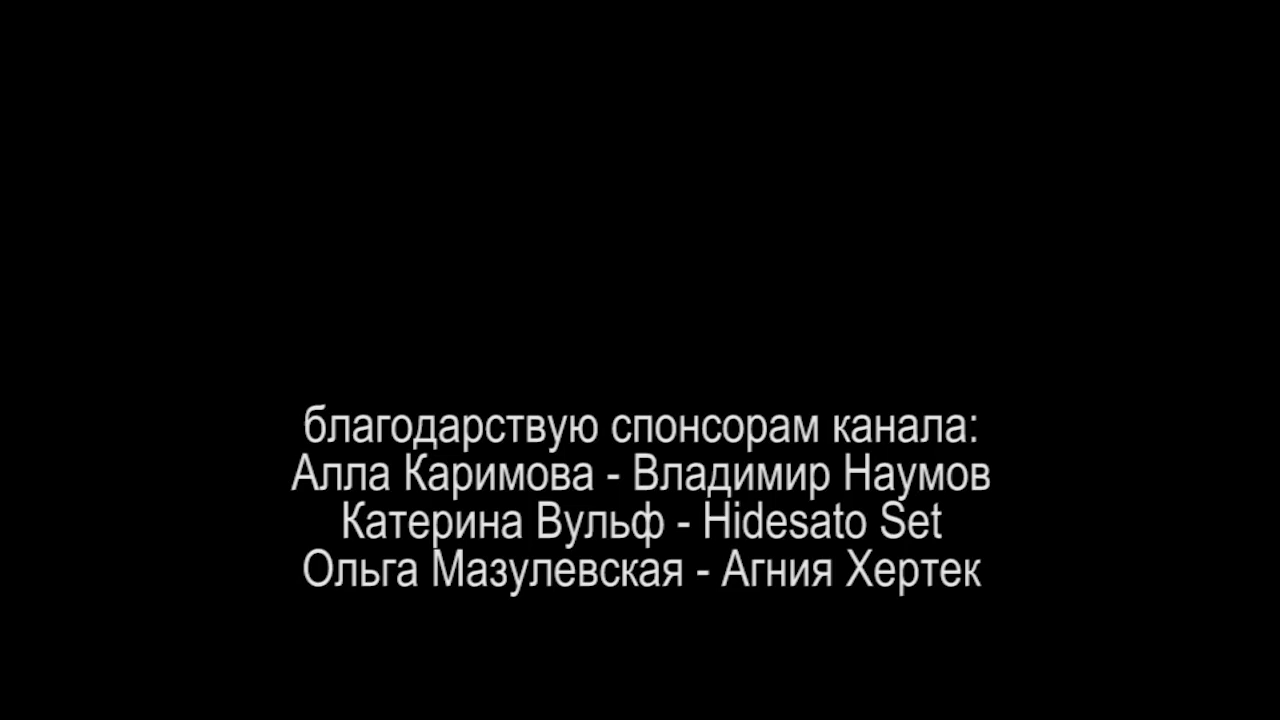 благодарствую спонсорам канала:
Алла Каримова - Владимир Наумов
Катерина Вульф - Hidesato Set
Ольга Мазулевская - Агния Хертек